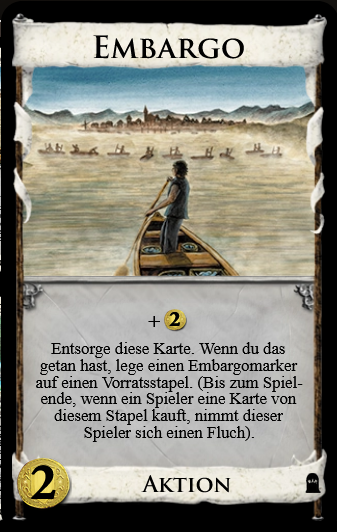 EMBARGO
+ 2
Entsorge diese Karte. Wenn du das
getan hast, lege einen Embargomarker
auf einen Vorratsstapel. (Bis zum Spiel-
ende, wenn ein Spieler eine Karte von
diesem Stapel kauft, nimmt dieser
Spieler sich einen Fluch).
2
AKTION